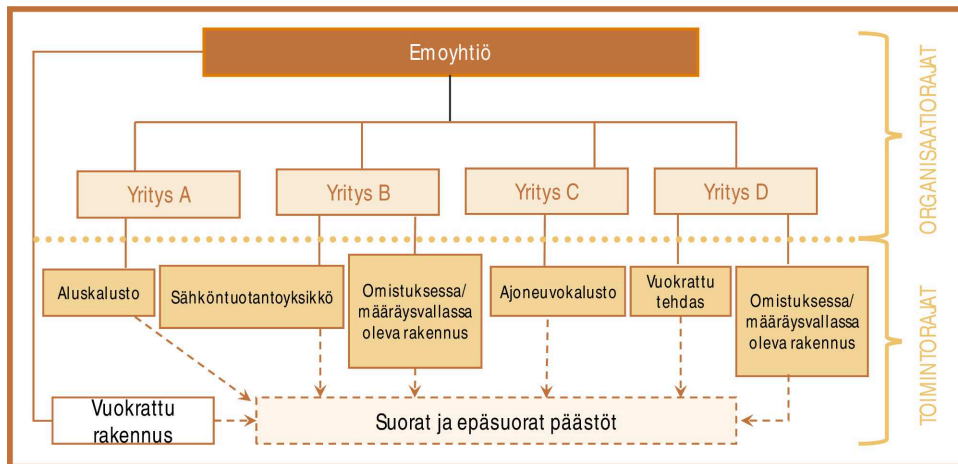 Emoyhtiö
Yritys A
Yritys B
Yritys C
Yritys D
ORGANISAATIORAJAT
Aluskalusto
Sähköntuotantoyksikkö
Omistuksessa/
määräysvallassa
oleva rakennus
Ajoneuvokalusto
Vuokrattu
tehdas
Omistuksessa/
määräysvallassa
oleva rakennus
TOIMINTORAJAT
Vuokrattu
rakennus
Suorat ja epäsuorat päästöt